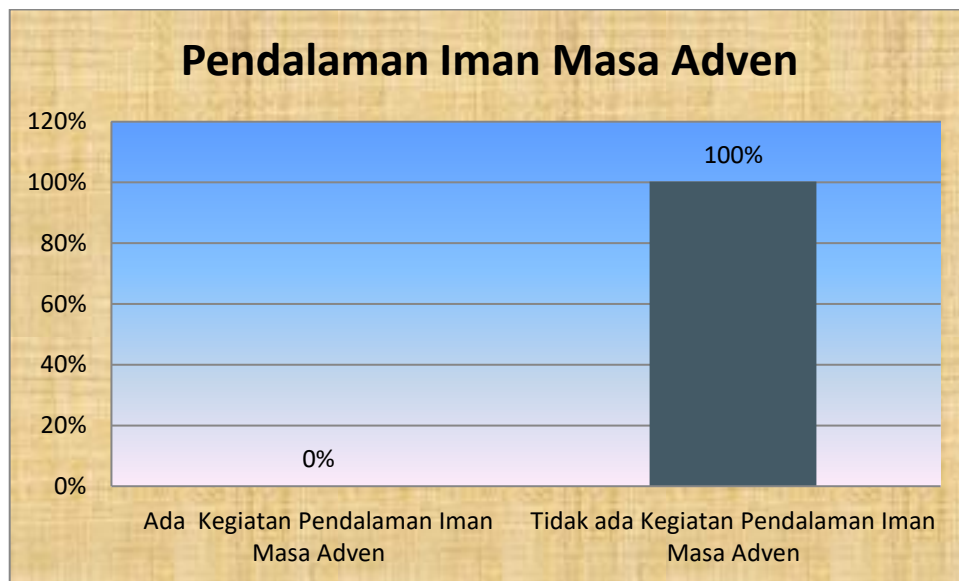 Pendalaman Iman Masa Adven
120%
100%
80%
60%
40%
20%
0%
0%
100%
Ada Kegiatan Pendalaman Iman
Masa Adven
Tidak ada Kegiatan Pendalaman Iman
Masa Adven